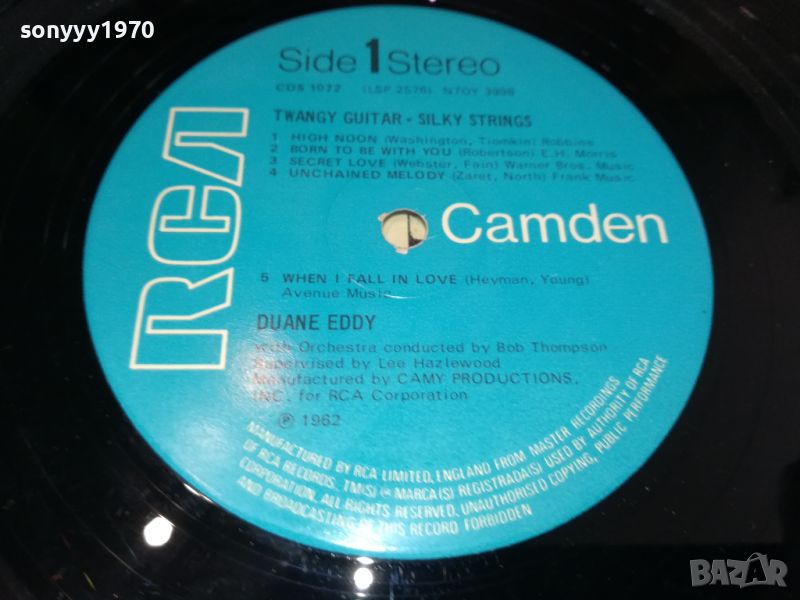 sonyyy1970
Side 1 Stereo
CDS 1072 (LSP 2576) N7OY 3998
TWANGY GUITAR - SILKY STRINGS
1 HIGH NOON (Washington, Tiomkin) Robbins
2 BORN TO BE WITH YOU (Robertson) E.H. Morris
3 SECRET LOVE (Webster, Fain) Warner Bros. Music
4 UNCHAINED MELODY (Zaret, North) Frank Music
RCA
Camden
5 WHEN I FALL IN LOVE (Heyman, Young)
Avenue Music
DUANE EDDY
with Orchestra conducted by Bob Thompson
Supervised by Lee Hazlewood
Manufactured by CAMY PRODUCTIONS,
INC. for RCA Corporation
℗ 1962
MANUFACTURED BY RCA LIMITED, ENGLAND FROM MASTER RECORDINGS
OF RCA RECORDS. TM(S) ® MARCA(S) REGISTRADA(S) USED BY AUTHORITY OF RCA
CORPORATION. ALL RIGHTS RESERVED. UNAUTHORISED COPYING, PUBLIC PERFORMANCE
AND BROADCASTING OF THIS RECORD FORBIDDEN
BAZAR